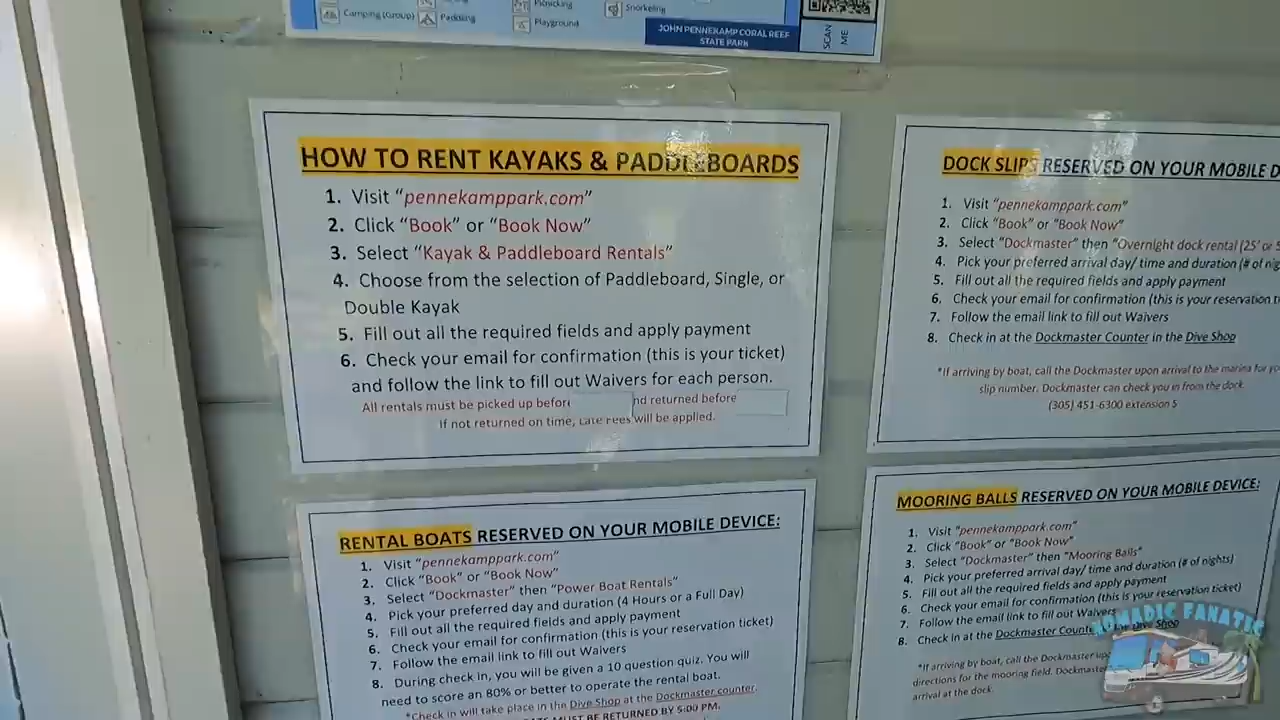 Camping (Group)
Paddling
Picnicking
Playground
Snorkeling
JOHN PENNEKAMP CORAL REEF
STATE PARK
SCAN
ME
HOW TO RENT KAYAKS & PADDLEBOARDS
1. Visit "pennekamppark.com"
2. Click "Book" or "Book Now"
3. Select "Kayak & Paddleboard Rentals"
4. Choose from the selection of Paddleboard, Single, or
Double Kayak
5. Fill out all the required fields and apply payment
6. Check your email for confirmation (this is your ticket)
and follow the link to fill out Waivers for each person.
All rentals must be picked up before nd returned before
If not returned on time, Late Fees will be applied.
DOCK SLIPS RESERVED ON YOUR MOBILE D
1. Visit "pennekamppark.com"
2. Click "Book" or "Book Now"
3. Select "Dockmaster" then "Overnight dock rental (25' or
4. Pick your preferred arrival day/ time and duration (# of nig
5. Fill out all the required fields and apply payment
6. Check your email for confirmation (this is your reservation t
7. Follow the email link to fill out Waivers
8. Check in at the Dockmaster Counter in the Dive Shop
*If arriving by boat, call the Dockmaster upon arrival to the marina for yo
slip number. Dockmaster can check you in from the dock
(305) 451-6300 extension 5
RENTAL BOATS RESERVED ON YOUR MOBILE DEVICE:
1. Visit "pennekamppark.com"
2. Click "Book" or "Book Now"
3. Select "Dockmaster" then "Power Boat Rentals"
4. Pick your preferred day and duration (4 Hours or a Full Day)
5. Fill out all the required fields and apply payment
6. Check your email for confirmation (this is your reservation ticket)
7. Follow the email link to fill out Waivers
8. During check in, you will be given a 10 question quiz. You will
need to score an 80% or better to operate the rental boat.
*Check in will take place in the Dive Shop at the Dockmaster counter.
MUST BE RETURNED BY 5:00 PM.
MOORING BALLS RESERVED ON YOUR MOBILE DEVICE:
1. Visit "pennekamppark.com"
2. Click "Book" or "Book Now"
3. Select "Dockmaster" then "Mooring Balls"
4. Pick your preferred arrival day/ time and duration (# of nights)
5. Fill out all the required fields and apply payment
6. Check your email for confirmation (this is your reservation ticket)
7. Follow the email link to fill out Waivers
8. Check in at the Dockmaster Counte Dive Shop
*If arriving by boat, call the Dockmaster up
directions for the mooring field. Dockmaster
arrival at the dock.
NOMADIC FANATIC